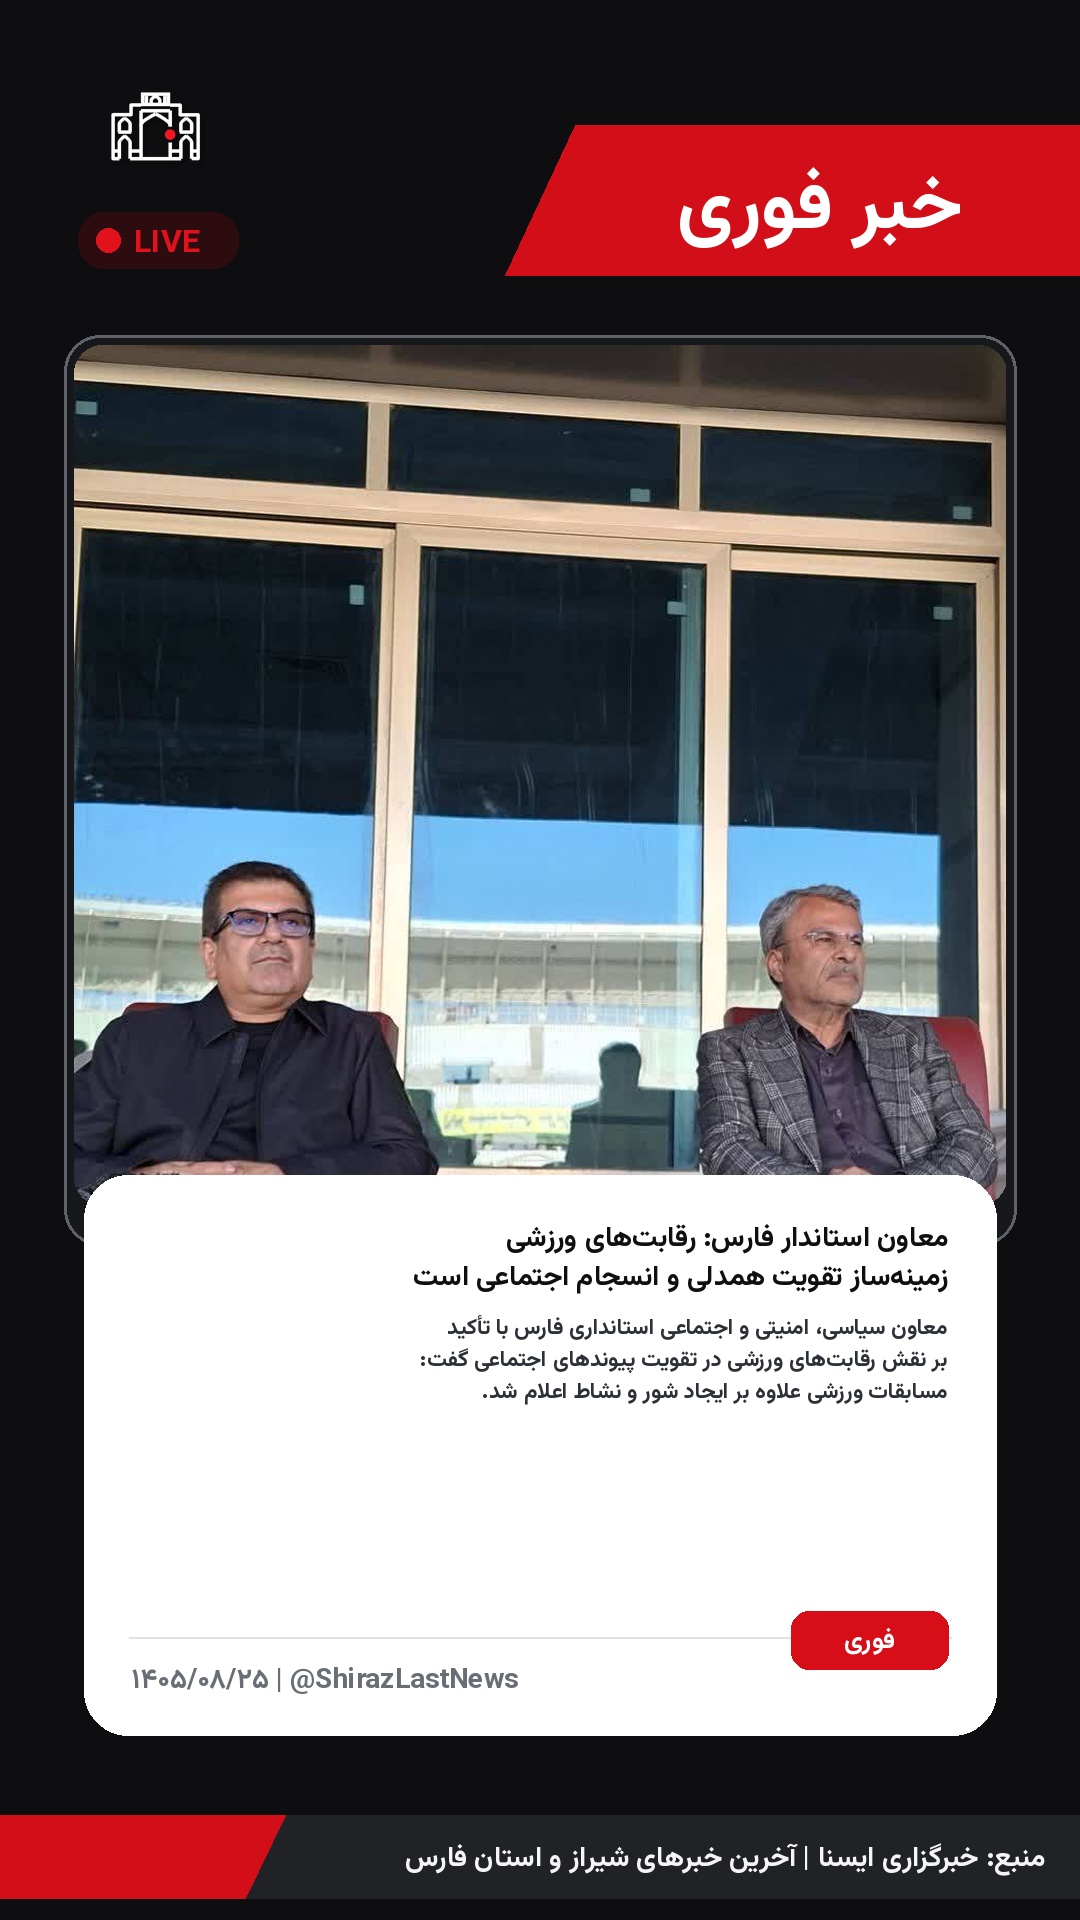 خبر فوری
LIVE
معاون استاندار فارس: رقابت‌های ورزشی
زمینه‌ساز تقویت همدلی و انسجام اجتماعی است
معاون سیاسی، امنیتی و اجتماعی استانداری فارس با تأکید
بر نقش رقابت‌های ورزشی در تقویت پیوندهای اجتماعی گفت:
مسابقات ورزشی علاوه بر ایجاد شور و نشاط اعلام شد.
فوری
۱۴۰۵/۰۸/۲۵ | @ShirazLastNews
منبع: خبرگزاری ایسنا | آخرین خبرهای شیراز و استان فارس